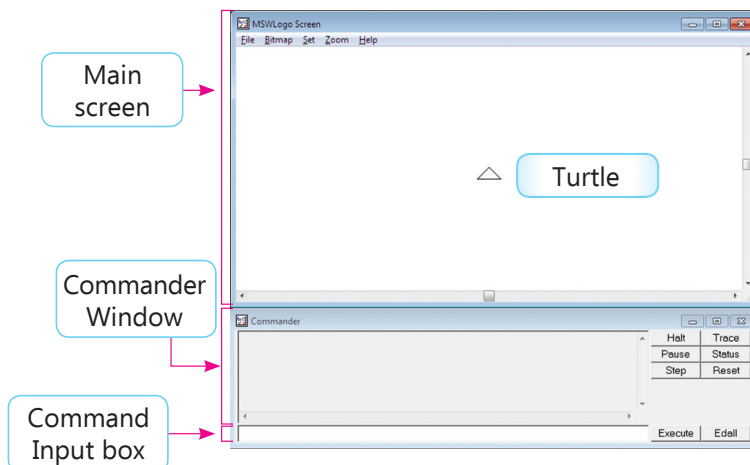 MSWLogo Screen
File Bitmap Set Zoom Help
Main
screen
Turtle
Commander
Window
Commander
Halt Trace
Pause Status
Step Reset
Command
Input box
Execute Edall